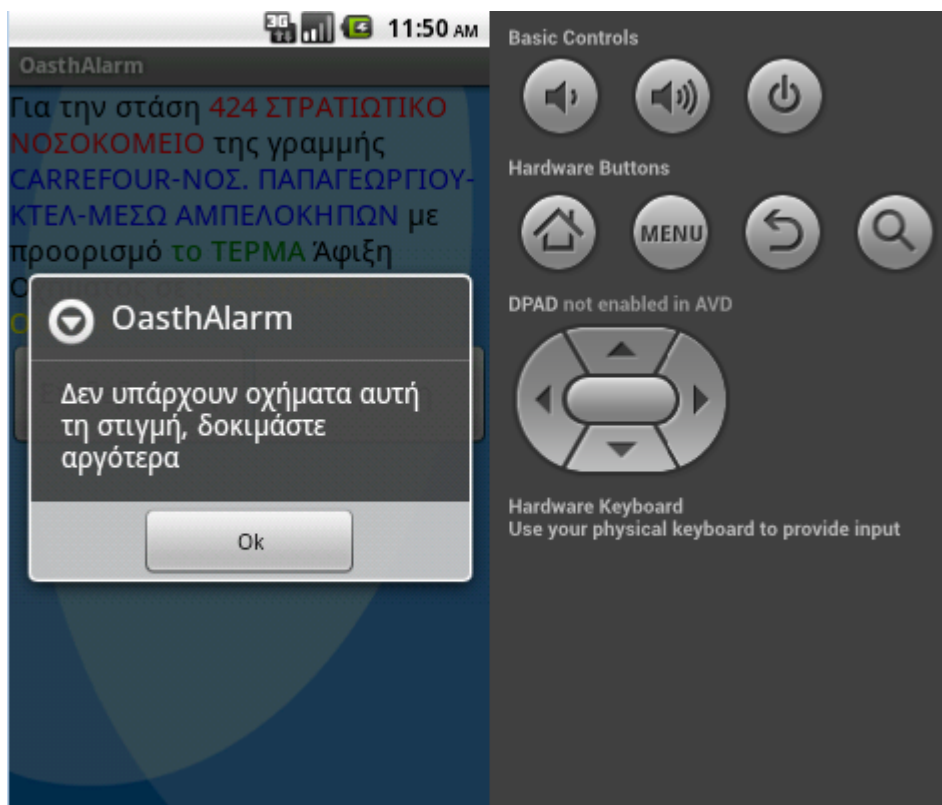 11:50 AM
OasthAlarm
Για την στάση 424 ΣΤΡΑΤΙΩΤΙΚΟ
ΝΟΣΟΚΟΜΕΙΟ της γραμμής
CARREFOUR-ΝΟΣ. ΠΑΠΑΓΕΩΡΓΙΟΥ-
ΚΤΕΛ-ΜΕΣΩ ΑΜΠΕΛΟΚΗΠΩΝ με
προορισμό το ΤΕΡΜΑ Άφιξη
Οχήματος σε :
OasthAlarm
Δεν υπάρχουν οχήματα αυτή
τη στιγμή, δοκιμάστε
αργότερα
Ok
Basic Controls
Hardware Buttons
MENU
DPAD not enabled in AVD
Hardware Keyboard
Use your physical keyboard to provide input